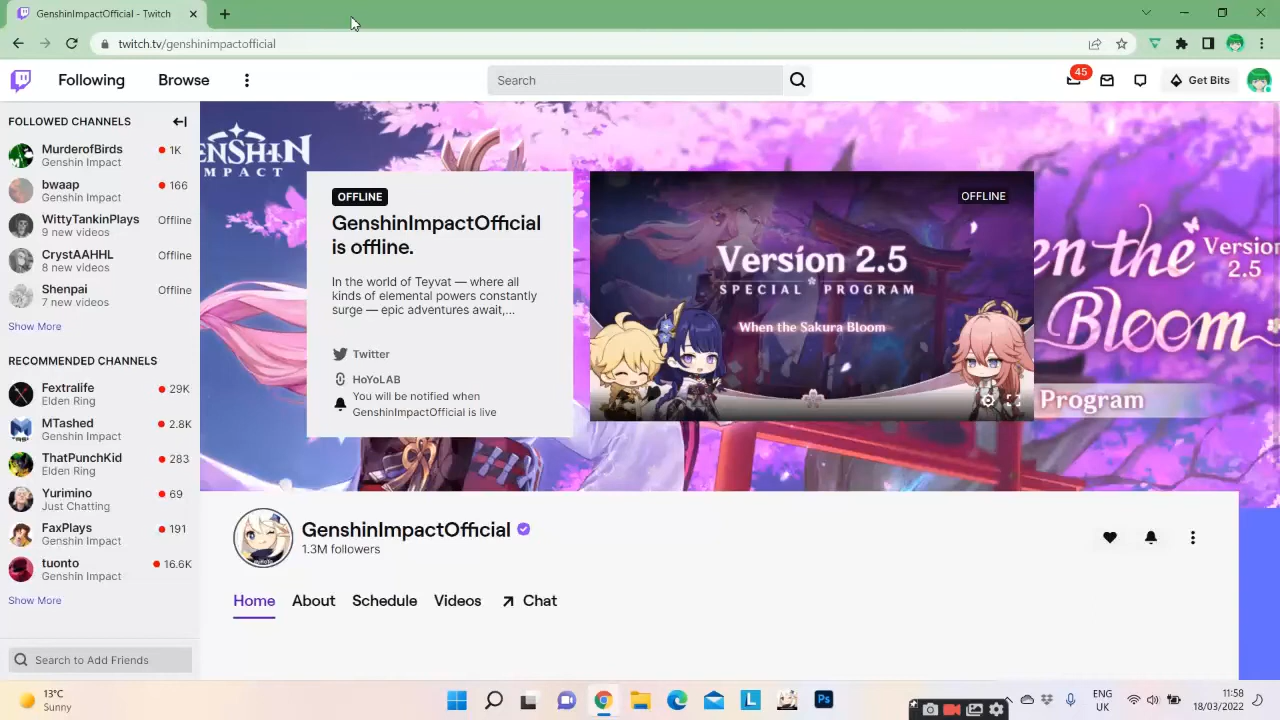 GenshinImpactOfficial - Twitch
twitch.tv/genshinimpactofficial
Following
Browse
Search
45
Get Bits
FOLLOWED CHANNELS
MurderofBirds
1K
Genshin Impact
bwaap
166
Genshin Impact
WittyTankinPlays
Offline
9 new videos
CrystAAHHL
Offline
8 new videos
Shenpai
Offline
7 new videos
Show More
RECOMMENDED CHANNELS
Fextralife
29K
Elden Ring
MTashed
2.8K
Genshin Impact
ThatPunchKid
283
Elden Ring
Yurimino
69
Just Chatting
FaxPlays
191
Genshin Impact
tuonto
16.6K
Genshin Impact
Show More
Search to Add Friends
ENSHIN
MPACT
OFFLINE
GenshinImpactOfficial
is offline.
In the world of Teyvat — where all
kinds of elemental powers constantly
surge — epic adventures await,...
Twitter
HoYoLAB
You will be notified when
GenshinImpactOfficial is live
OFFLINE
Version 2.5
SPECIAL PROGRAM
When the Sakura Bloom
en the
Version
2.5
Bloom
Program
GenshinImpactOfficial
1.3M followers
Home
About
Schedule
Videos
Chat
13°C
Sunny
L
Ps
ENG
UK
11:58
18/03/2022